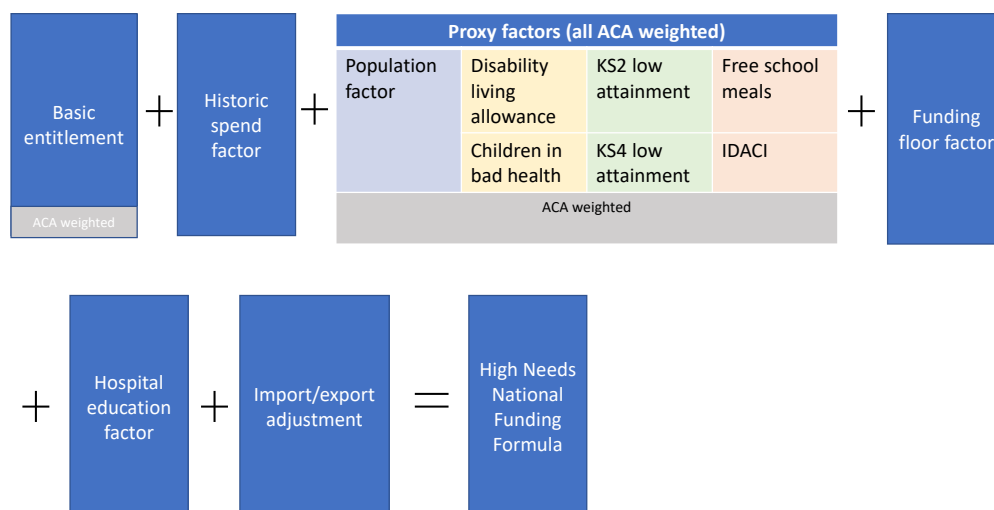 Basic
entitlement
ACA weighted
+
Historic
spend
factor
+
Proxy factors (all ACA weighted)
Population
factor
Disability
living
allowance
KS2 low
attainment
Free school
meals
Children in
bad health
KS4 low
attainment
IDACI
ACA weighted
+
Funding
floor factor
+
Hospital
education
factor
+
Import/export
adjustment
=
High Needs
National
Funding
Formula